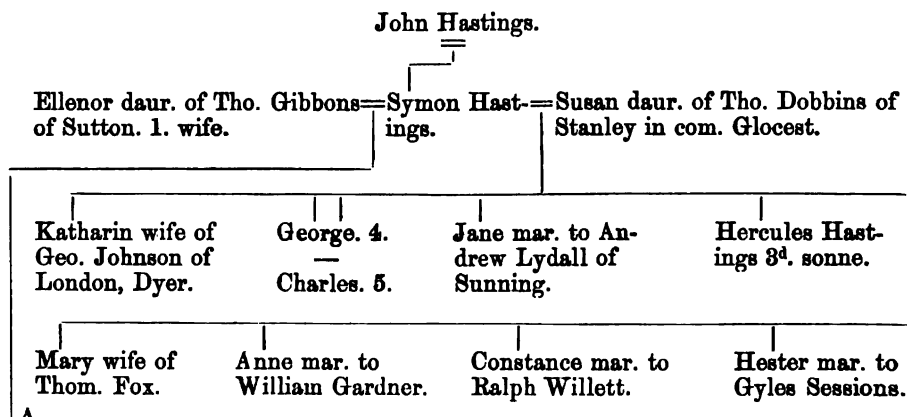 John Hastings.
Ellenor daur. of Tho. Gibbons=Symon Hast-=Susan daur. of Tho. Dobbins of
of Sutton. 1. wife. ings. Stanley in com. Glocest.
Katharin wife of George. 4. Jane mar. to An- Hercules Hast-
Geo. Johnson of — drew Lydall of ings 3d. sonne.
London, Dyer. Charles. 5. Sunning.
Mary wife of Anne mar. to Constance mar. to Hester mar. to
Thom. Fox. William Gardner. Ralph Willett. Gyles Sessions.
A